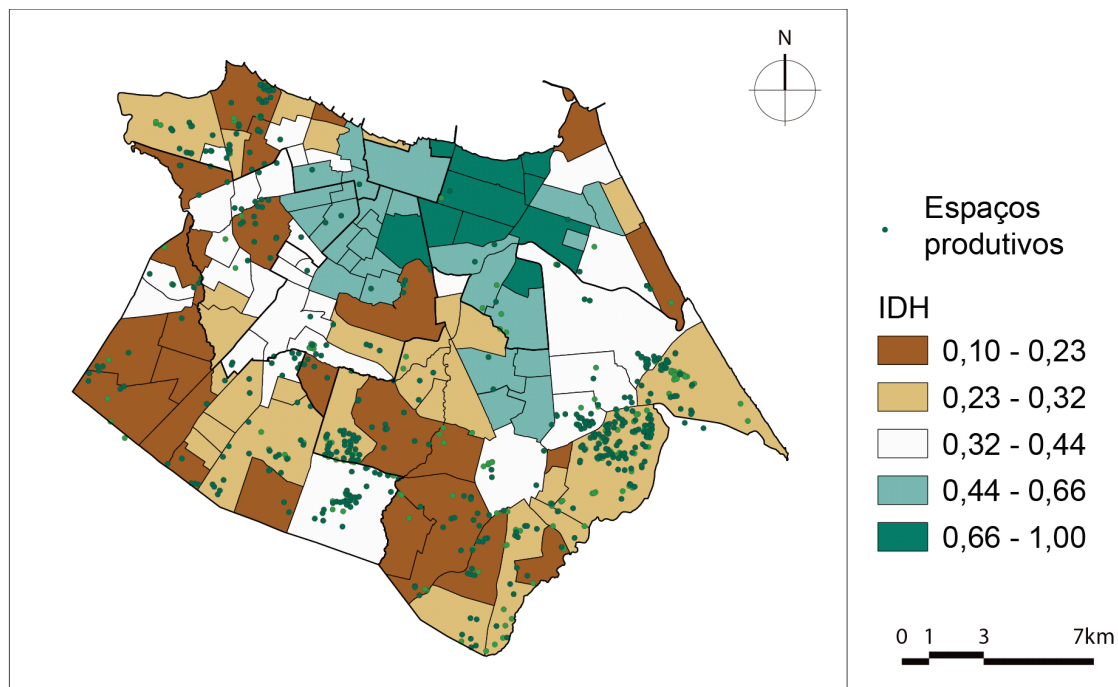 N
Espaços
produtivos
IDH
0,10 - 0,23
0,23 - 0,32
0,32 - 0,44
0,44 - 0,66
0,66 - 1,00
0 1 3 7km